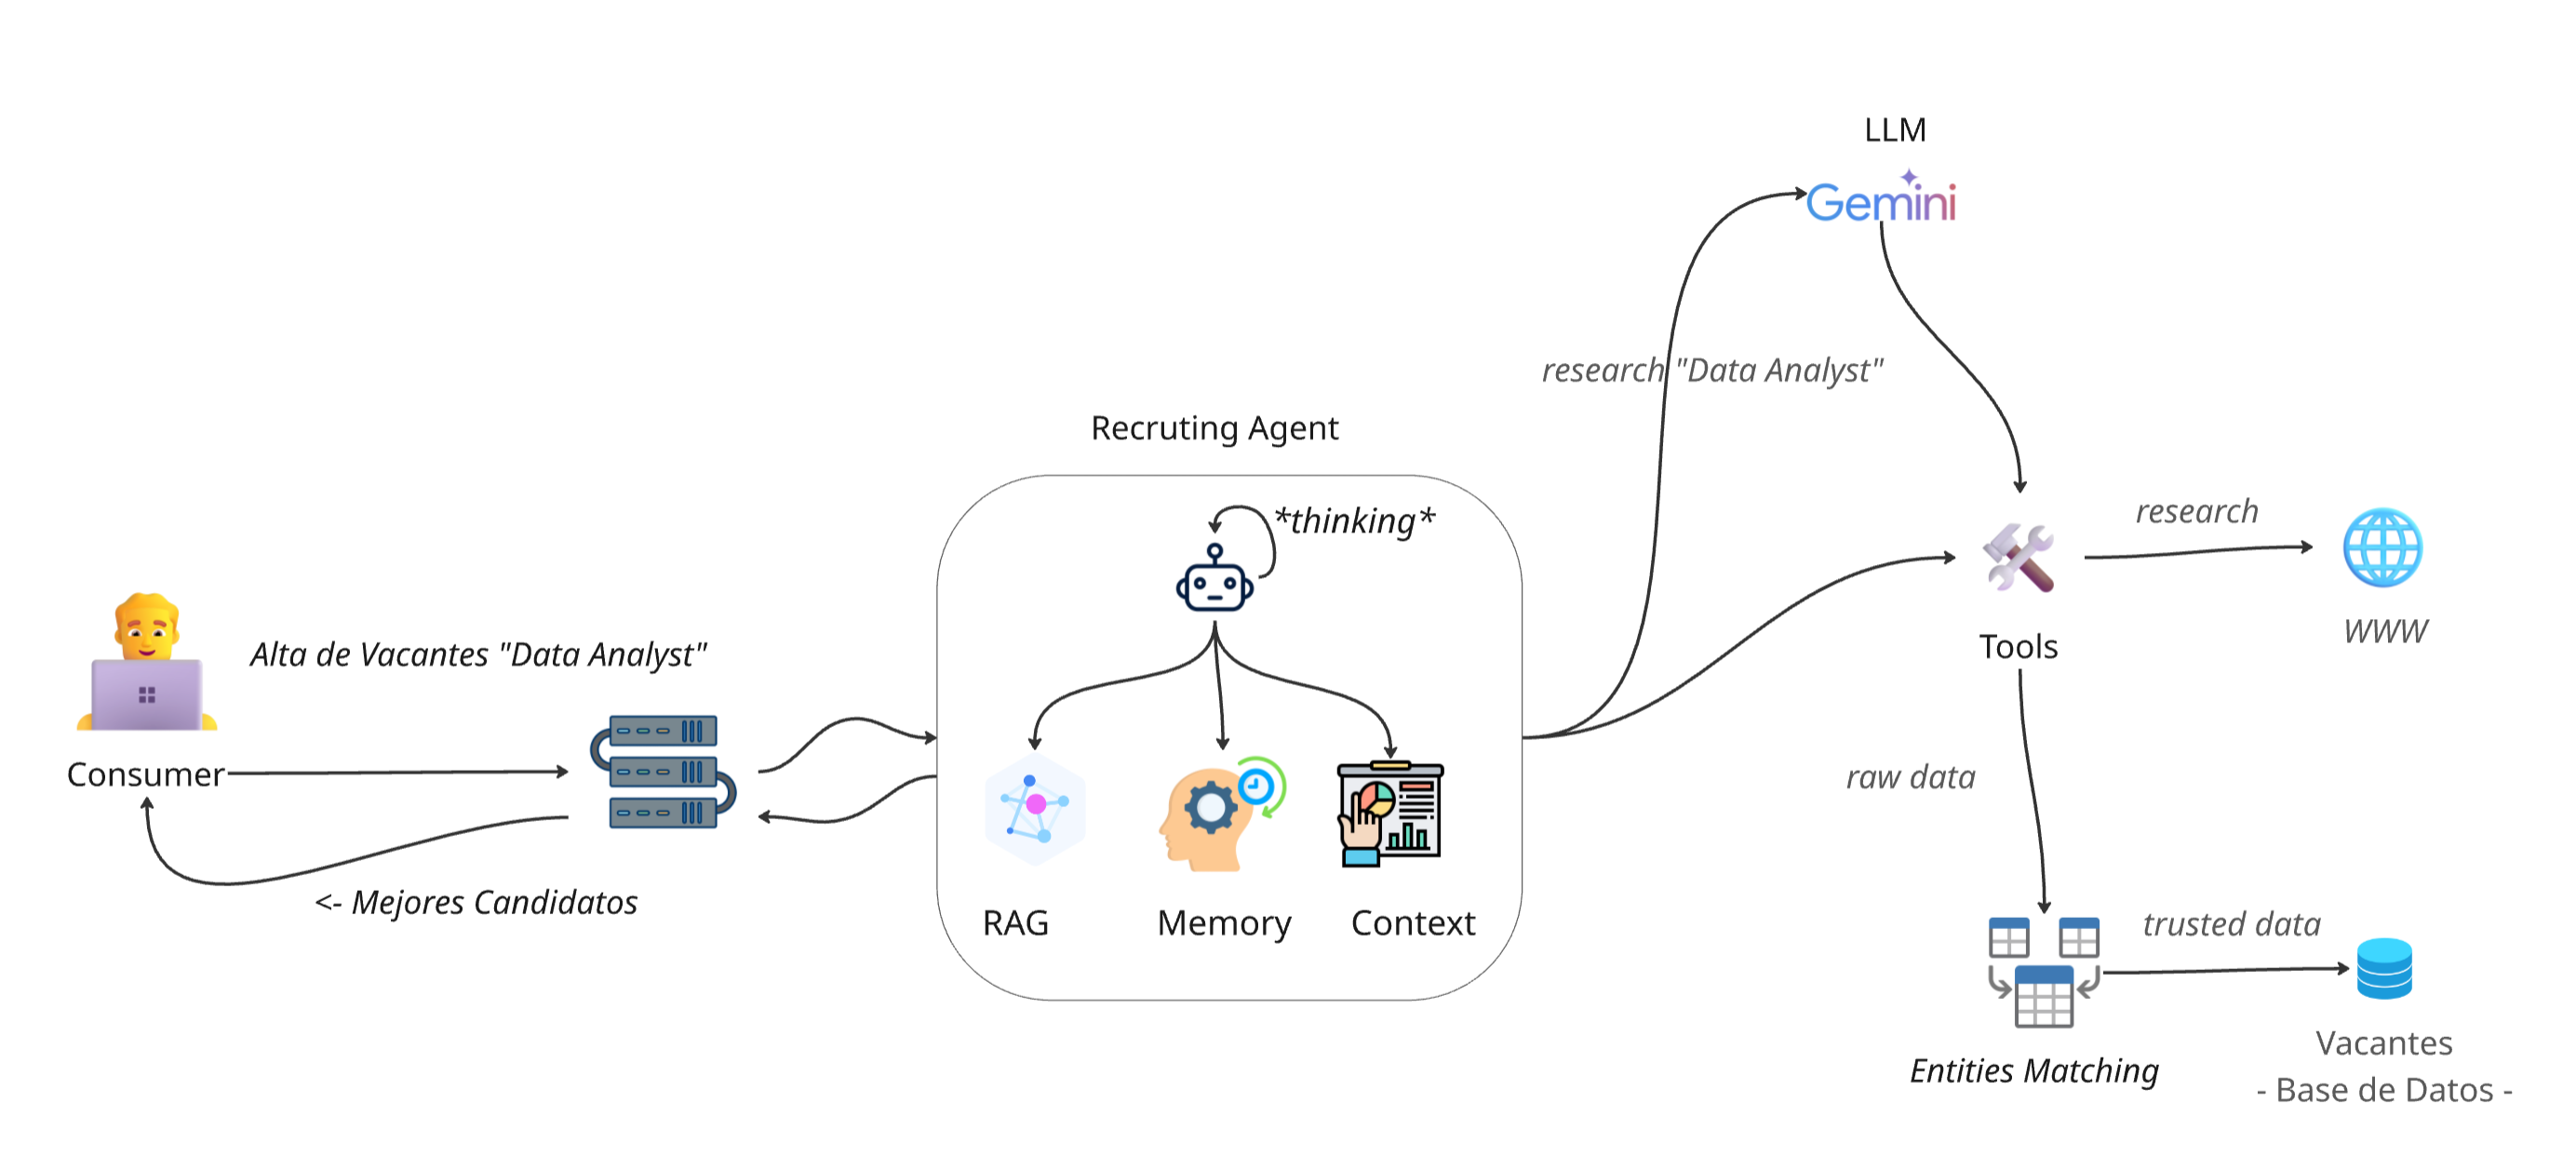 LLM
Gemini
research "Data Analyst"
Recruting Agent
*thinking*
research
WWW
Tools
Alta de Vacantes "Data Analyst"
Consumer
raw data
<- Mejores Candidatos
RAG
Memory
Context
trusted data
Entities Matching
Vacantes
- Base de Datos -